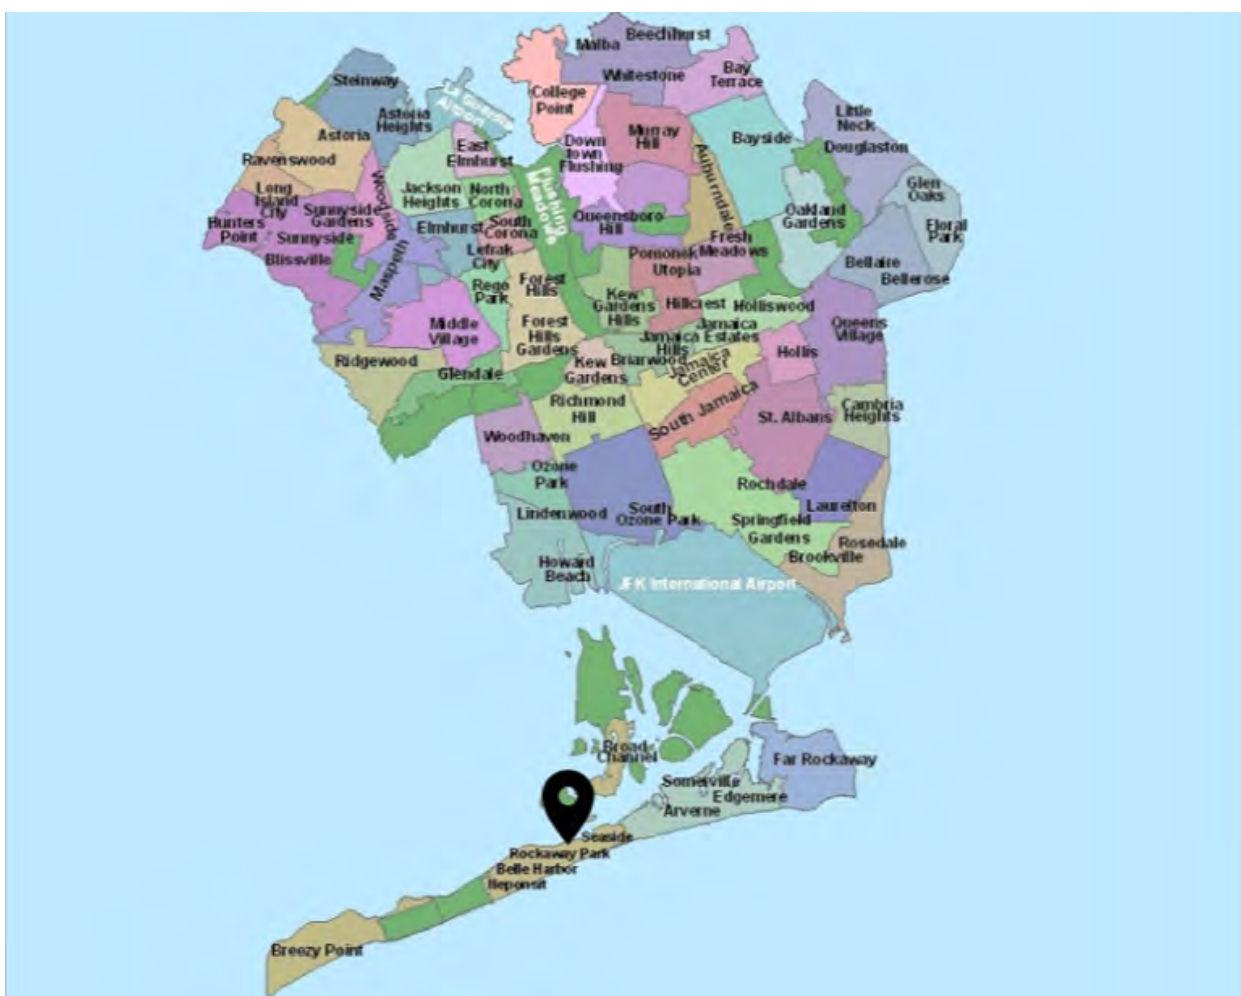 Malba
Beechhurst
Steinway
Whitestone
Bay
Terrace
La Guardia
Airport
College
Point
Astoria
Heights
Little
Neck
Astoria
Murray
Hill
Bayside
Down
town
Flushing
Douglaston
East
Elmhurst
Ravenswood
Auburndale
Woodside
Flushing
Meadows
Jackson
Heights
North
Corona
Glen
Oaks
Long
Island
City
Sunnyside
Gardens
Queensboro
Hill
Oakland
Gardens
Floral
Park
Hunters
Point
Sunnyside
Elmhurst
South
Corona
Fresh
Meadows
Blissville
Maspeth
Lefrak
City
Pomonok
Utopia
Bellaire
Bellerose
Rego
Park
Forest
Hills
Kew
Gardens
Hills
Hillcrest
Holliswood
Middle
Village
Forest
Hills
Gardens
Jamaica
Estates
Jamaica
Hills
Queens
Village
Ridgewood
Glendale
Kew
Gardens
Briarwood
Jamaica
Center
Hollis
Richmond
Hill
South Jamaica
St. Albans
Cambria
Heights
Woodhaven
Ozone
Park
Rochdale
Lindenwood
South
Ozone Park
Laurelton
Springfield
Gardens
Rosedale
Brookville
Howard
Beach
JFK International Airport
Broad
Channel
Far Rockaway
Somerville
Edgemere
Arverne
Seaside
Rockaway Park
Belle Harbor
Neponsit
Breezy Point